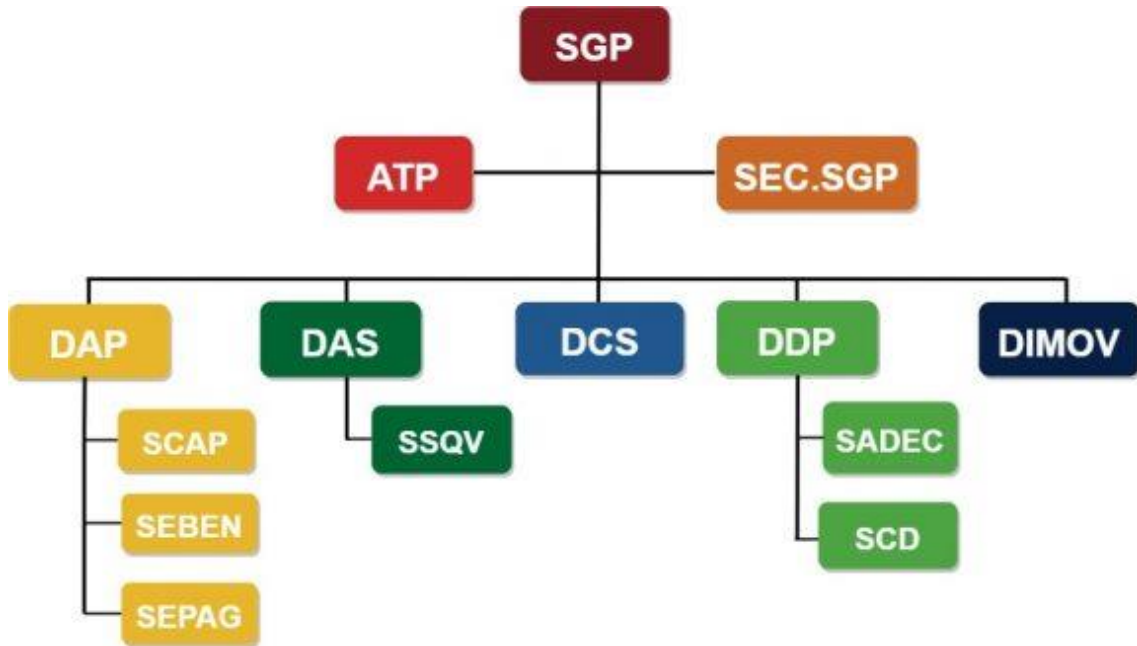 SGP
ATP
SEC.SGP
DAP
DAS
DCS
DDP
DIMOV
SCAP
SSQV
SADEC
SEBEN
SCD
SEPAG